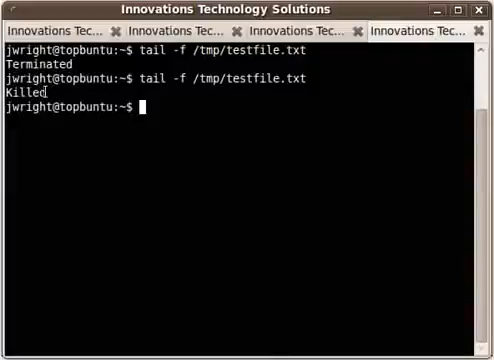 Innovations Technology Solutions
Innovations Tec... Innovations Tec... Innovations Tec... Innovations Tec...
jwright@topbuntu:~$ tail -f /tmp/testfile.txt
Terminated
jwright@topbuntu:~$ tail -f /tmp/testfile.txt
Killed
jwright@topbuntu:~$